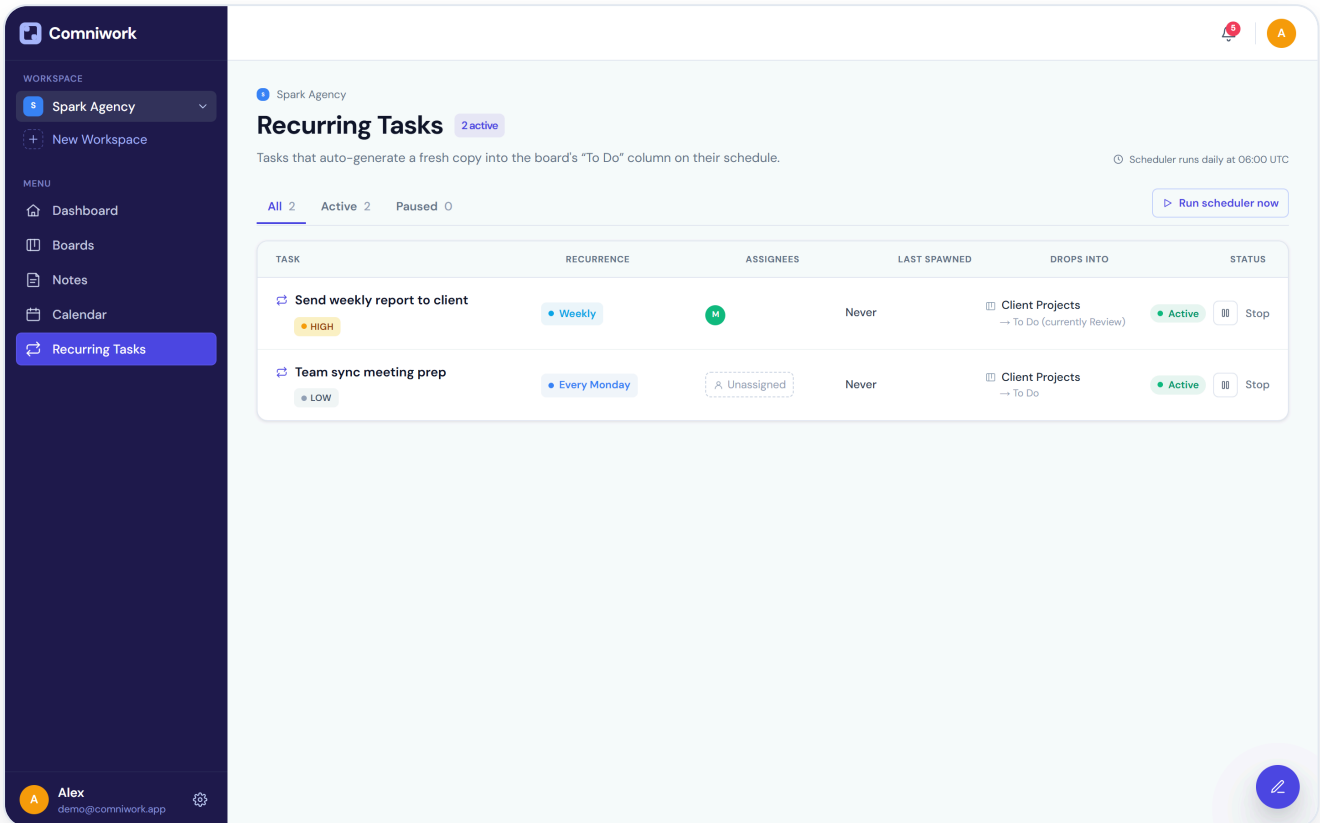 Comniwork
5
A
WORKSPACE
S Spark Agency
+ New Workspace
MENU
Dashboard
Boards
Notes
Calendar
Recurring Tasks
A
Alex
demo@comniwork.app
S Spark Agency
Recurring Tasks 2 active
Tasks that auto-generate a fresh copy into the board's “To Do” column on their schedule.
Scheduler runs daily at 06:00 UTC
All 2 Active 2 Paused 0
Run scheduler now
TASK RECURRENCE ASSIGNEES LAST SPAWNED DROPS INTO STATUS
Send weekly report to client
HIGH
Weekly
M
Never
Client Projects
→ To Do (currently Review)
Active
Stop
Team sync meeting prep
LOW
Every Monday
Unassigned
Never
Client Projects
→ To Do
Active
Stop